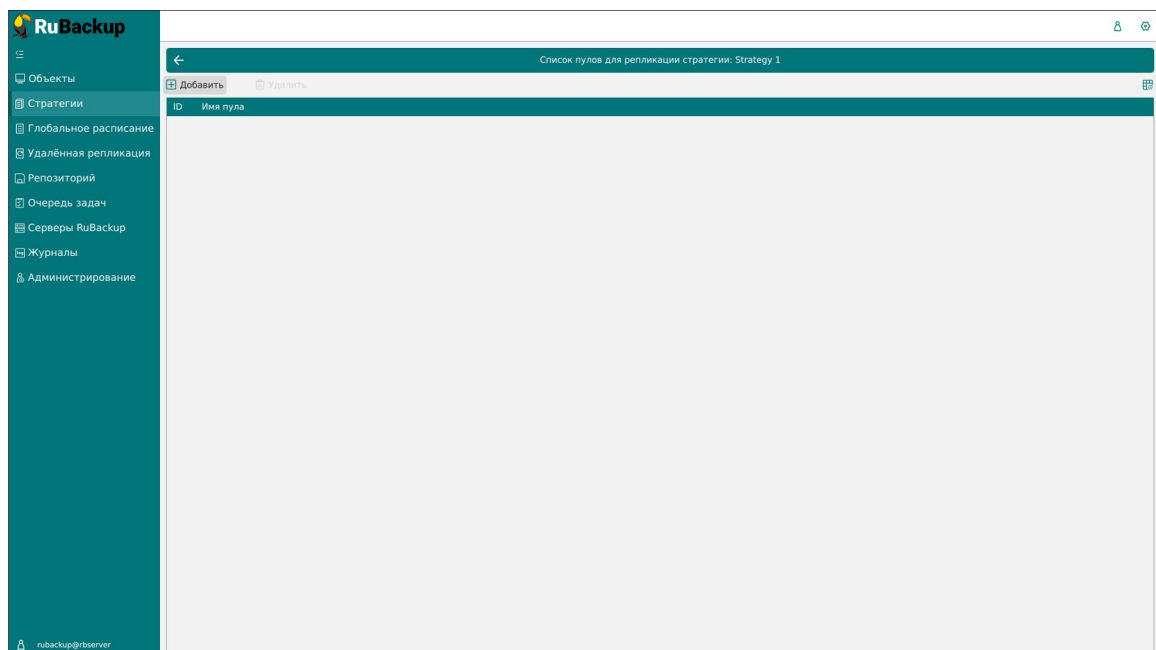 RuBackup
Список пулов для репликации стратегии: Strategy 1
Объекты
Добавить
Удалить
Стратегии
ID Имя пула
Глобальное расписание
Удалённая репликация
Репозиторий
Очередь задач
Серверы RuBackup
Журналы
Администрирование
rubackup@rbserver